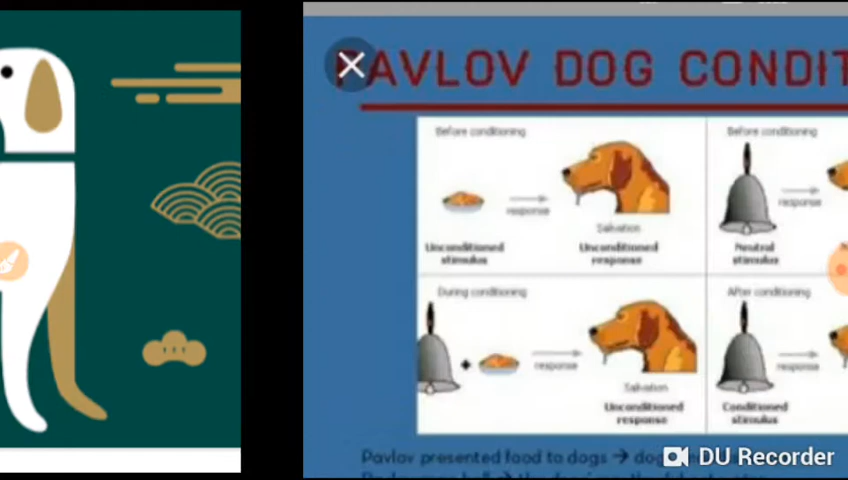 PAVLOV DOG CONDIT
Before conditioning
response
Salvation
Unconditioned
stimulus
Unconditioned
response
Before conditioning
response
Neutral
stimulus
During conditioning
+
response
Salvation
Unconditioned
response
After conditioning
response
Conditioned
stimulus
Pavlov presented food to dogs → dog
DU Recorder